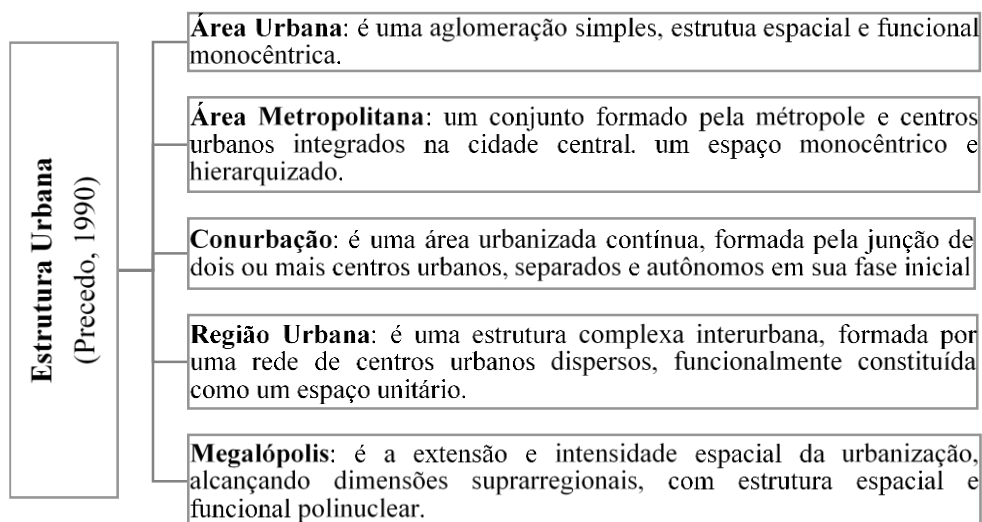 Estrutura Urbana
(Precedo, 1990)
Área Urbana: é uma aglomeração simples, estrutua espacial e funcional
monocêntrica.
Área Metropolitana: um conjunto formado pela métropole e centros
urbanos integrados na cidade central. um espaço monocêntrico e
hierarquizado.
Conurbação: é uma área urbanizada contínua, formada pela junção de
dois ou mais centros urbanos, separados e autônomos em sua fase inicial
Região Urbana: é uma estrutura complexa interurbana, formada por
uma rede de centros urbanos dispersos, funcionalmente constituída
como um espaço unitário.
Megalópolis: é a extensão e intensidade espacial da urbanização,
alcançando dimensões suprarregionais, com estrutura espacial e
funcional polinuclear.